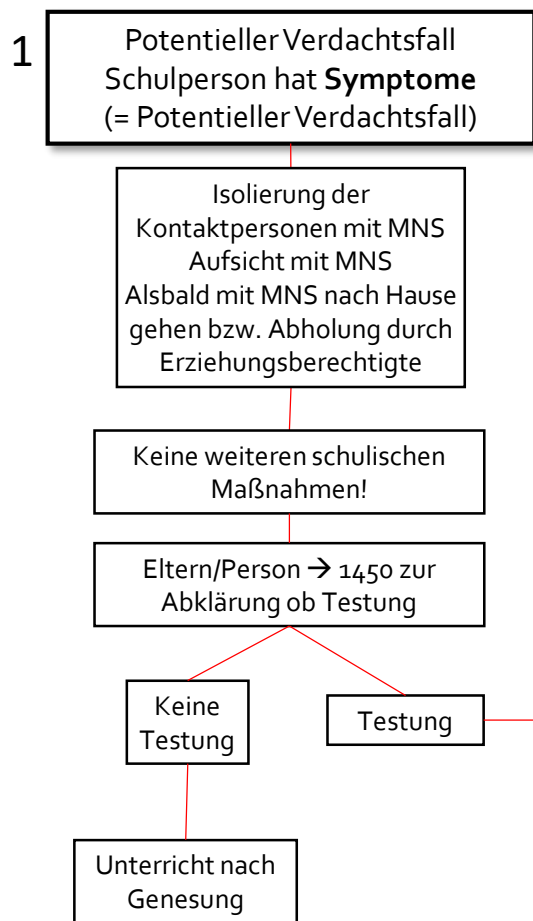 1
Potentieller Verdachtsfall
Schulperson hat Symptome
(= Potentieller Verdachtsfall)
Isolierung der
Kontaktpersonen mit MNS
Aufsicht mit MNS
Alsbald mit MNS nach Hause
gehen bzw. Abholung durch
Erziehungsberechtigte
Keine weiteren schulischen
Maßnahmen!
Eltern/Person → 1450 zur
Abklärung ob Testung
Keine
Testung
Testung
Unterricht nach
Genesung